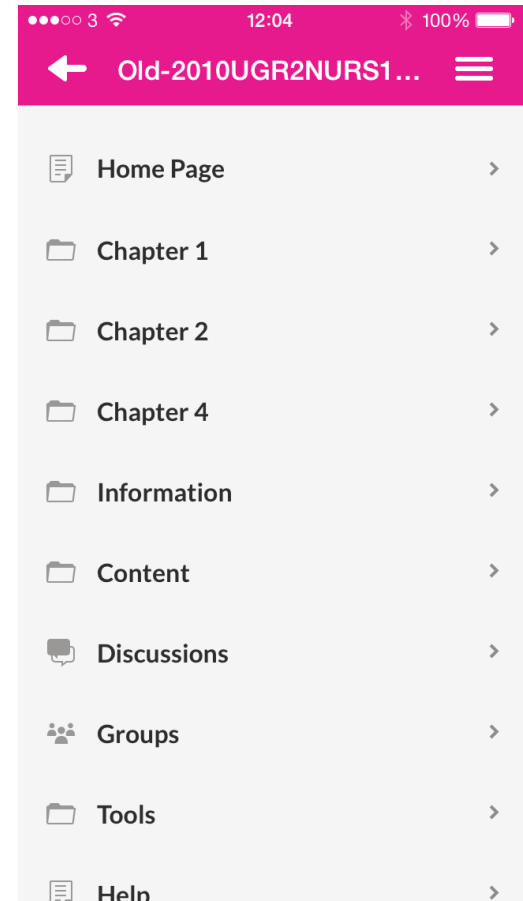 3 12:04 100%
Old-2010UGR2NURS1...
Home Page
Chapter 1
Chapter 2
Chapter 4
Information
Content
Discussions
Groups
Tools
Help